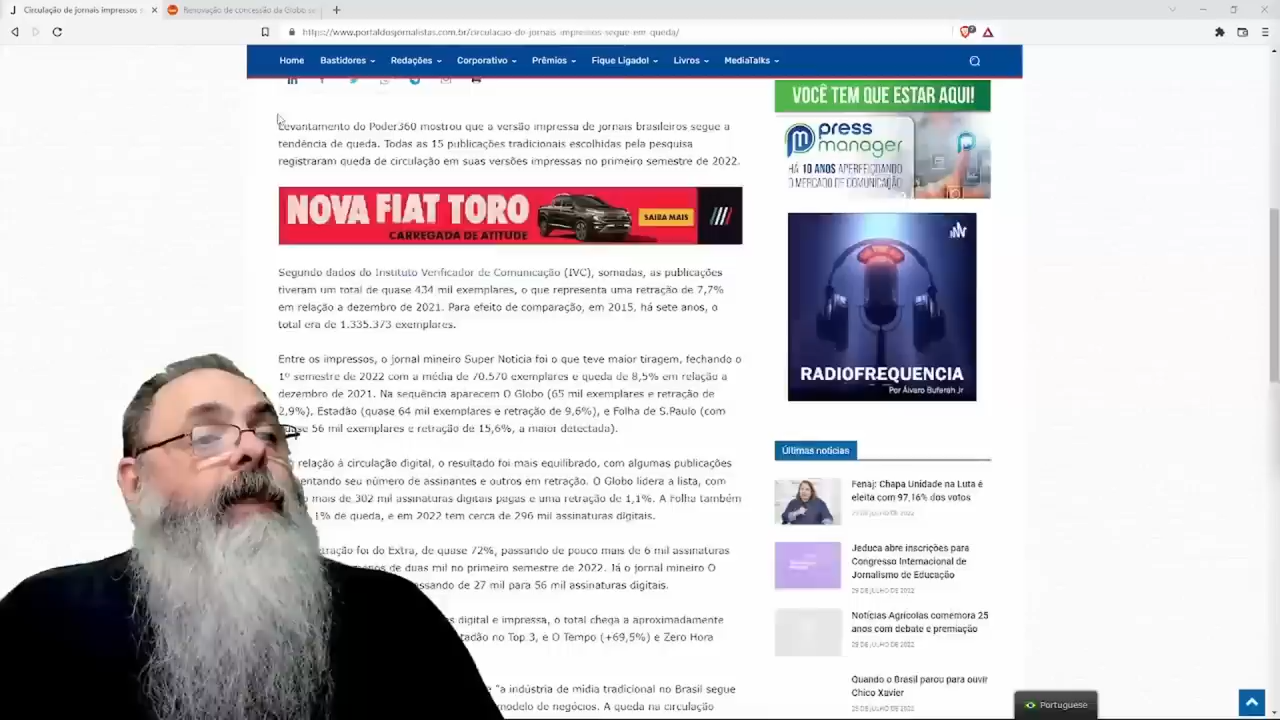 Circulação de jornais impressos s
Renovação de concessão da Globo se
https://www.portaldosjornalistas.com.br/circulacao-de-jornais-impressos-segue-em-queda/
Home
Bastidores
Redações
Corporativo
Prêmios
Fique Ligado!
Livros
MediaTalks
Levantamento do Poder360 mostrou que a versão impressa de jornais brasileiros segue a
tendência de queda. Todas as 15 publicações tradicionais escolhidas pela pesquisa
registraram queda de circulação em suas versões impressas no primeiro semestre de 2022.
NOVA FIAT TORO
CARREGADA DE ATITUDE
SAIBA MAIS
Segundo dados do Instituto Verificador de Comunicação (IVC), somadas, as publicações
tiveram um total de quase 434 mil exemplares, o que representa uma retração de 7,7%
em relação a dezembro de 2021. Para efeito de comparação, em 2015, há sete anos, o
total era de 1.335.373 exemplares.
Entre os impressos, o jornal mineiro Super Notícia foi o que teve maior tiragem, fechando o
1º semestre de 2022 com a média de 70.570 exemplares e queda de 8,5% em relação a
dezembro de 2021. Na sequência aparecem O Globo (65 mil exemplares e retração de
2,9%), Estadão (quase 64 mil exemplares e retração de 9,6%), e Folha de S.Paulo (com
56 mil exemplares e retração de 15,6%, a maior detectada).
relação à circulação digital, o resultado foi mais equilibrado, com algumas publicações
entando seu número de assinantes e outros em retração. O Globo lidera a lista, com
mais de 302 mil assinaturas digitais pagas e uma retração de 1,1%. A Folha também
1% de queda, e em 2022 tem cerca de 296 mil assinaturas digitais.
tração foi do Extra, de quase 72%, passando de pouco mais de 6 mil assinaturas
nos de duas mil no primeiro semestre de 2022. Já o jornal mineiro O
ssando de 27 mil para 56 mil assinaturas digitais.
s digital e impressa, o total chega a aproximadamente
tadão no Top 3, e O Tempo (+69,5%) e Zero Hora
e "a indústria de mídia tradicional no Brasil segue
modelo de negócios. A queda na circulação
VOCÊ TEM QUE ESTAR AQUI!
press
manager
HÁ 10 ANOS APERFEIÇOANDO
O MERCADO DE COMUNICAÇÃO
RADIOFREQUENCIA
Por Álvaro Bufarah Jr
Últimas notícias
Fenaj: Chapa Unidade na Luta é
eleita com 97,16% dos votos
Jeduca abre inscrições para
Congresso Internacional de
Jornalismo de Educação
29 DE JULHO DE 2022
Notícias Agrícolas comemora 25
anos com debate e premiação
29 DE JULHO DE 2022
Quando o Brasil parou para ouvir
Chico Xavier
Portuguese